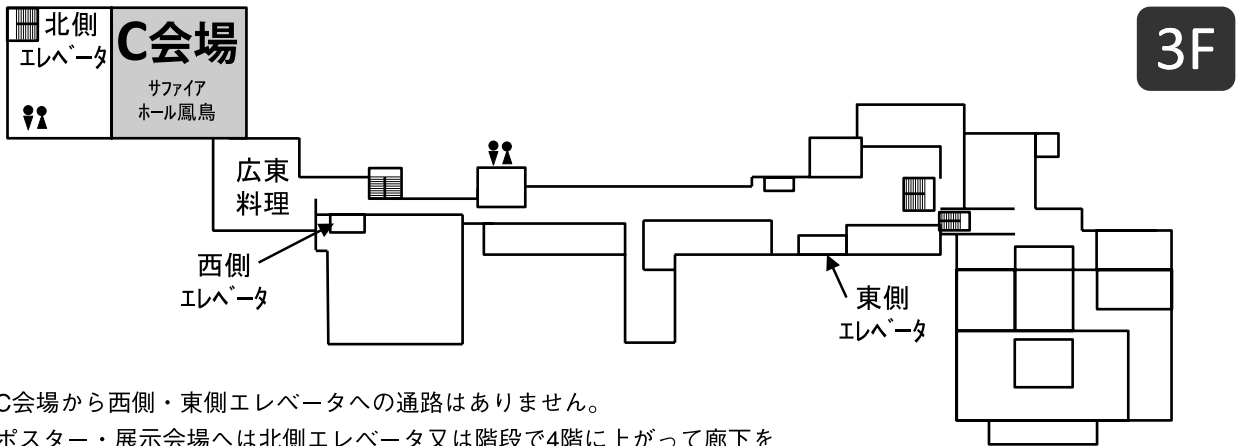 北側
エレベータ
C会場
サファイア
ホール鳳鳥
3F
広東
料理
西側
エレベータ
東側
エレベータ
C会場から西側・東側エレベータへの通路はありません。
ポスター・展示会場へは北側エレベータ又は階段で4階に上がって廊下を